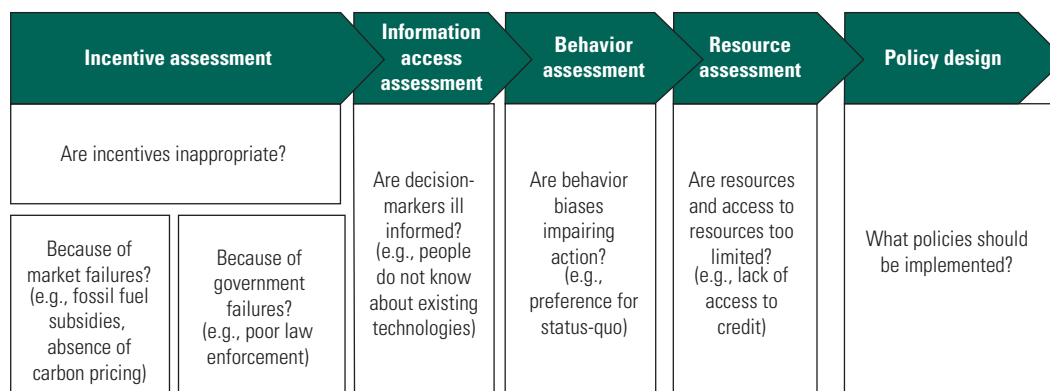 Incentive assessment
Information
access
assessment
Behavior
assessment
Resource
assessment
Policy design
Are incentives inappropriate?
Because of
market failures?
(e.g., fossil fuel
subsidies,
absence of
carbon pricing)
Because of
government
failures?
(e.g., poor law
enforcement)
Are decision-
markers ill
informed?
(e.g., people
do not know
about existing
technologies)
Are behavior
biases
impairing
action?
(e.g.,
preference for
status-quo)
Are resources
and access to
resources too
limited?
(e.g., lack of
access to
credit)
What policies should
be implemented?